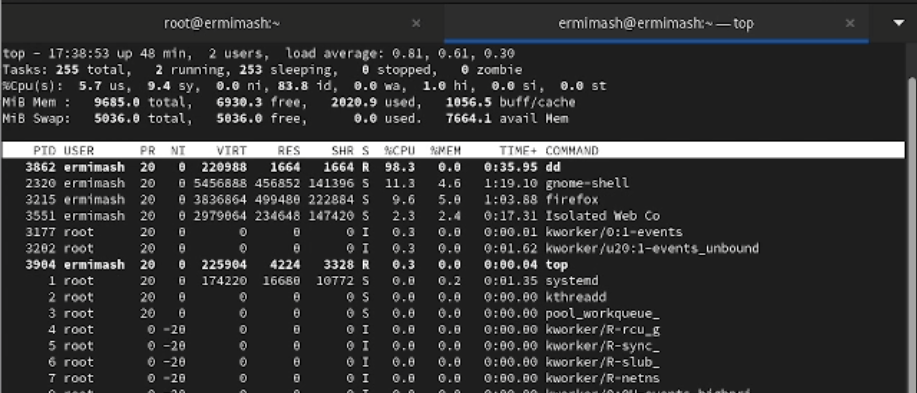 root@ermimash:~ × ermimash@ermimash:~ — top ×
top - 17:38:53 up 48 min,  2 users,  load average: 0.81, 0.61, 0.30
Tasks: 255 total,   2 running, 253 sleeping,   0 stopped,   0 zombie
%Cpu(s):  5.7 us,  9.4 sy,  0.0 ni, 83.8 id,  0.0 wa,  1.0 hi,  0.0 si,  0.0 st
MiB Mem :   9685.0 total,   6930.3 free,   2020.9 used,   1056.5 buff/cache
MiB Swap:   5036.0 total,   5036.0 free,      0.0 used.   7664.1 avail Mem
PID USER PR NI VIRT RES SHR S %CPU %MEM TIME+ COMMAND
3862 ermimash 20 0 220988 1664 1664 R 98.3 0.0 0:35.95 dd
2320 ermimash 20 0 5456888 456852 141396 S 11.3 4.6 1:19.10 gnome-shell
3215 ermimash 20 0 3836864 499480 222884 S 9.6 5.0 1:03.88 firefox
3551 ermimash 20 0 2979064 234648 147420 S 2.3 2.4 0:17.31 Isolated Web Co
3177 root 20 0 0 0 0 I 0.3 0.0 0:00.01 kworker/0:1-events
3202 root 20 0 0 0 0 I 0.3 0.0 0:01.62 kworker/u20:1-events_unbound
3904 ermimash 20 0 225904 4224 3328 R 0.3 0.0 0:00.04 top
1 root 20 0 174220 16680 10772 S 0.0 0.2 0:01.35 systemd
2 root 20 0 0 0 0 S 0.0 0.0 0:00.00 kthreadd
3 root 20 0 0 0 0 S 0.0 0.0 0:00.00 pool_workqueue_
4 root 0 -20 0 0 0 I 0.0 0.0 0:00.00 kworker/R-rcu_g
5 root 0 -20 0 0 0 I 0.0 0.0 0:00.00 kworker/R-sync_
6 root 0 -20 0 0 0 I 0.0 0.0 0:00.00 kworker/R-slub_
7 root 0 -20 0 0 0 I 0.0 0.0 0:00.00 kworker/R-netns